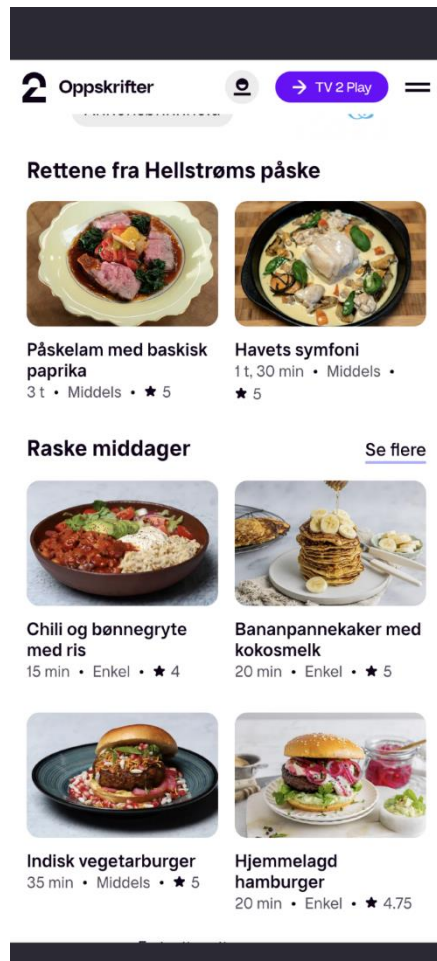 2 Oppskrifter
→ TV 2 Play
Rettene fra Hellstrøms påske
Påskelam med baskisk
paprika
3 t • Middels • ★ 5
Havets symfoni
1 t, 30 min • Middels •
★ 5
Raske middager
Se flere
Chili og bønnegryte
med ris
15 min • Enkel • ★ 4
Bananpannekaker med
kokosmelk
20 min • Enkel • ★ 5
Indisk vegetarburger
35 min • Middels • ★ 5
Hjemmelagd
hamburger
20 min • Enkel • ★ 4.75